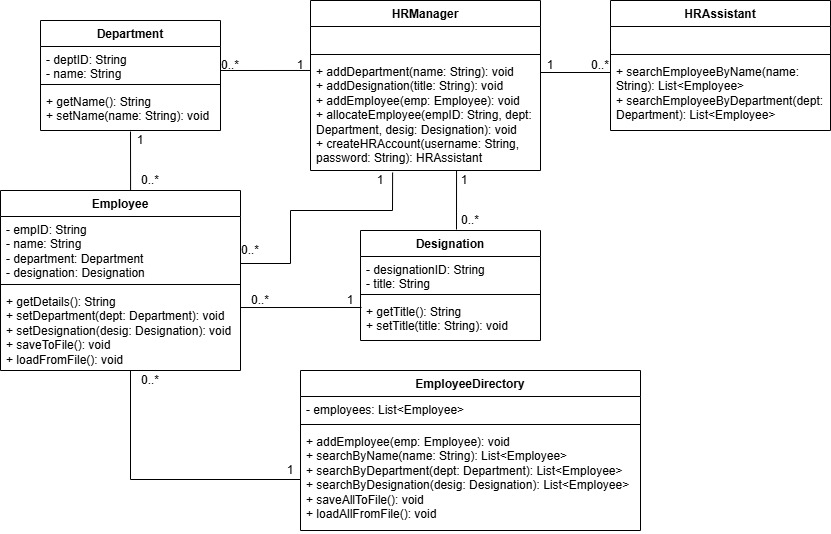 Department
- deptID: String
- name: String
+ getName(): String
+ setName(name: String): void
HRManager
+ addDepartment(name: String): void
+ addDesignation(title: String): void
+ addEmployee(emp: Employee): void
+ allocateEmployee(empID: String, dept:
Department, desig: Designation): void
+ createHRAccount(username: String,
password: String): HRAssistant
HRAssistant
+ searchEmployeeByName(name:
String): List<Employee>
+ searchEmployeeByDepartment(dept:
Department): List<Employee>
0..*
1
1
0..*
1
0..*
1
1
0..*
0..*
Employee
- empID: String
- name: String
- department: Department
- designation: Designation
+ getDetails(): String
+ setDepartment(dept: Department): void
+ setDesignation(desig: Designation): void
+ saveToFile(): void
+ loadFromFile(): void
Designation
- designationID: String
- title: String
+ getTitle(): String
+ setTitle(title: String): void
0..*
1
0..*
1
EmployeeDirectory
- employees: List<Employee>
+ addEmployee(emp: Employee): void
+ searchByName(name: String): List<Employee>
+ searchByDepartment(dept: Department): List<Employee>
+ searchByDesignation(desig: Designation): List<Employee>
+ saveAllToFile(): void
+ loadAllFromFile(): void